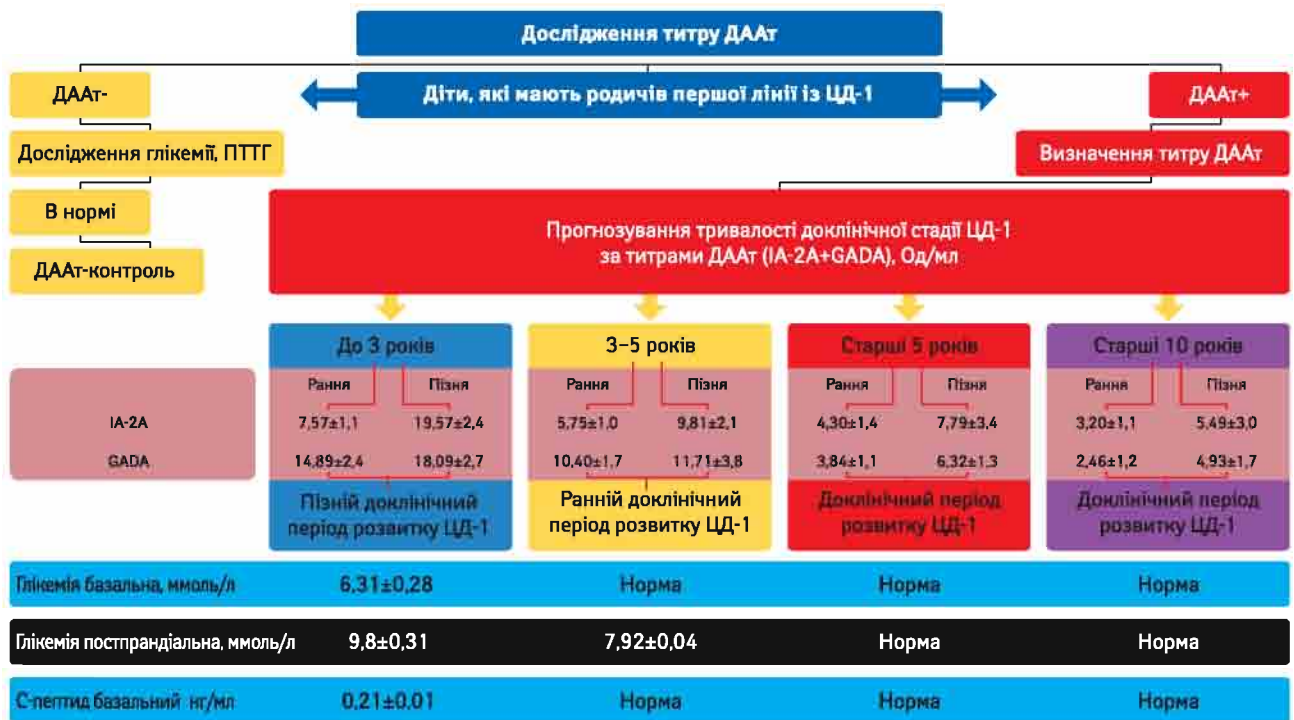 Дослідження титру ДААт
ДААт-
Діти, які мають родичів першої лінії із ЦД-1
ДААт+
Дослідження глікемії, ПТТГ
Визначення титру ДААт
В нормі
ДААт-контроль
Прогнозування тривалості доклінічної стадії ЦД-1
за титрами ДААт (IA-2A+GADA), Од/мл
До 3 років
3–5 років
Старші 5 років
Старші 10 років
Рання Пізня Рання Пізня Рання Пізня Рання Пізня
IA-2A 7,57±1,1 19,57±2,4 5,75±1,0 9,81±2,1 4,30±1,4 7,79±3,4 3,20±1,1 5,49±3,0
GADA 14,89±2,4 18,09±2,7 10,40±1,7 11,71±3,8 3,84±1,1 6,32±1,3 2,46±1,2 4,93±1,7
Пізній доклінічний
період розвитку ЦД-1
Ранній доклінічний
період розвитку ЦД-1
Доклінічний період
розвитку ЦД-1
Доклінічний період
розвитку ЦД-1
Глікемія базальна, ммоль/л 6,31±0,28 Норма Норма Норма
Глікемія постпрандіальна, ммоль/л 9,8±0,31 7,92±0,04 Норма Норма
С-пептид базальний нг/мл 0,21±0,01 Норма Норма Норма